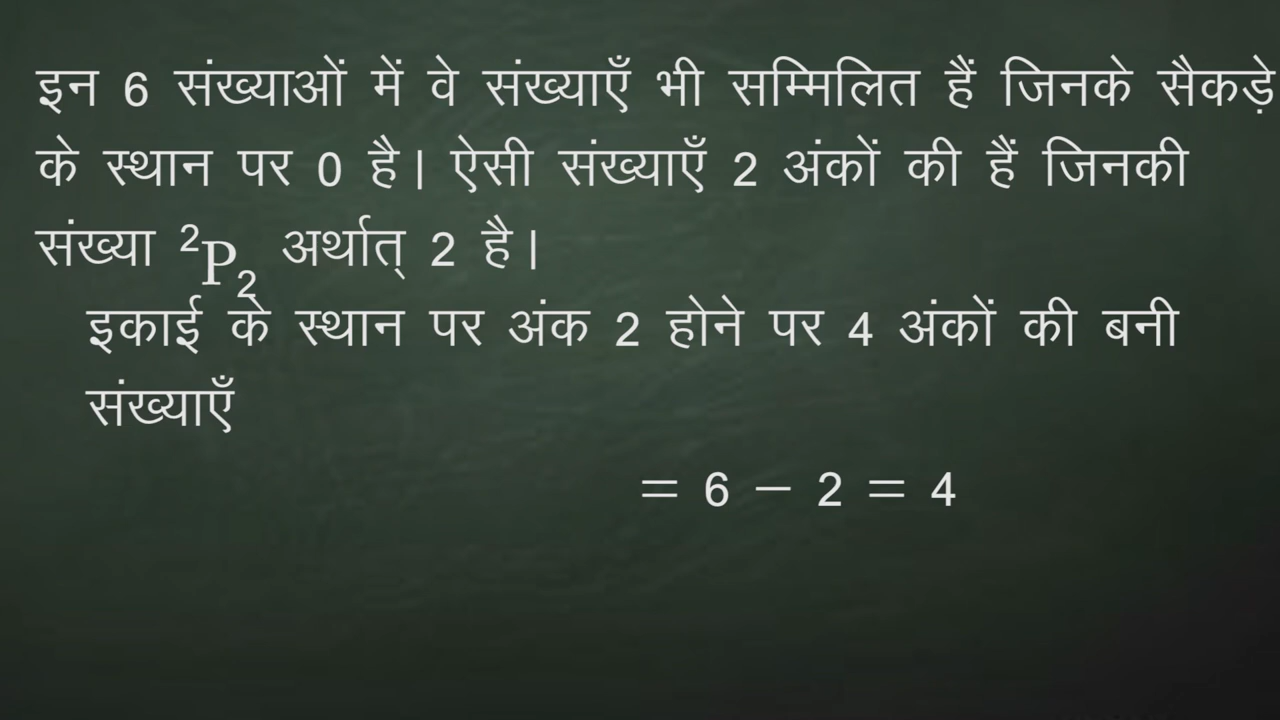 इन 6 संख्याओं में वे संख्याएँ भी सम्मिलित हैं जिनके सैकड़े
के स्थान पर 0 है। ऐसी संख्याएँ 2 अंकों की हैं जिनकी
संख्या ²P₂ अर्थात् 2 है।
इकाई के स्थान पर अंक 2 होने पर 4 अंकों की बनी
संख्याएँ
= 6 − 2 = 4